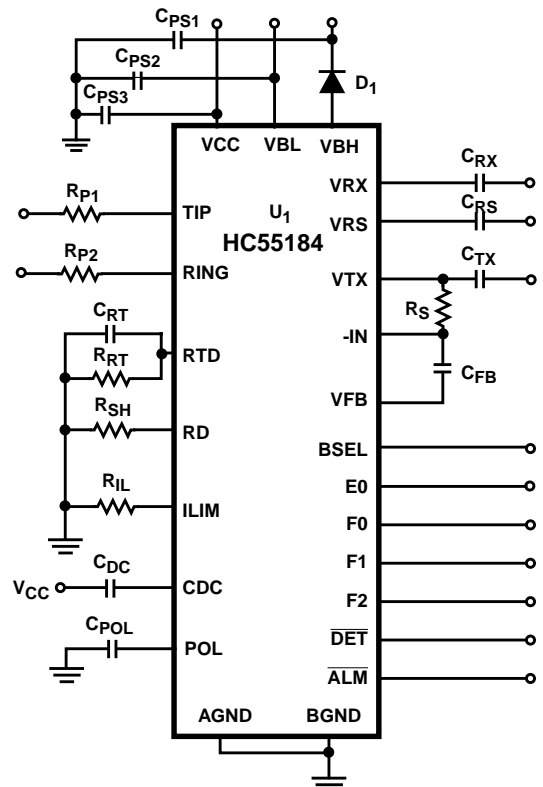 CPS1
CPS2
D1
CPS3
VCC VBL VBH
CRX
VRX
RP1
CRS
TIP
U1
VRS
HC55184
RP2
CTX
RING
VTX
RS
CRT
-IN
RTD
RRT
CFB
RSH
VFB
RD
BSEL
RIL
E0
ILIM
F0
CDC
F1
VCC
CDC
F2
CPOL
DET
POL
ALM
AGND BGND